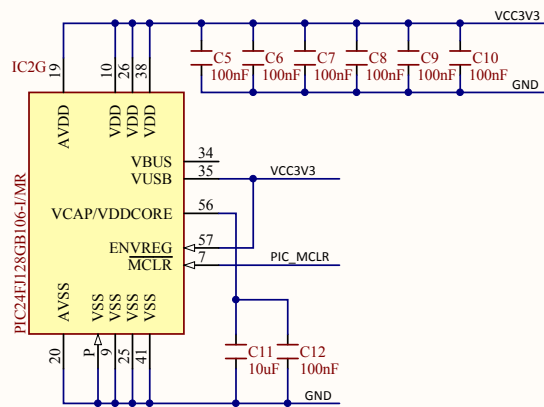 VCC3V3
IC2G
19
10
26
38
C5
100nF
C6
100nF
C7
100nF
C8
100nF
C9
100nF
C10
100nF
GND
AVDD
VDD
VDD
VDD
VBUS
34
VUSB
35
VCC3V3
VCAP/VDDCORE
56
ENVREG
57
MCLR
7
PIC_MCLR
PIC24FJ128GB106-I/MR
AVSS
VSS
VSS
VSS
VSS
20
P
9
25
41
C11
10uF
C12
100nF
GND